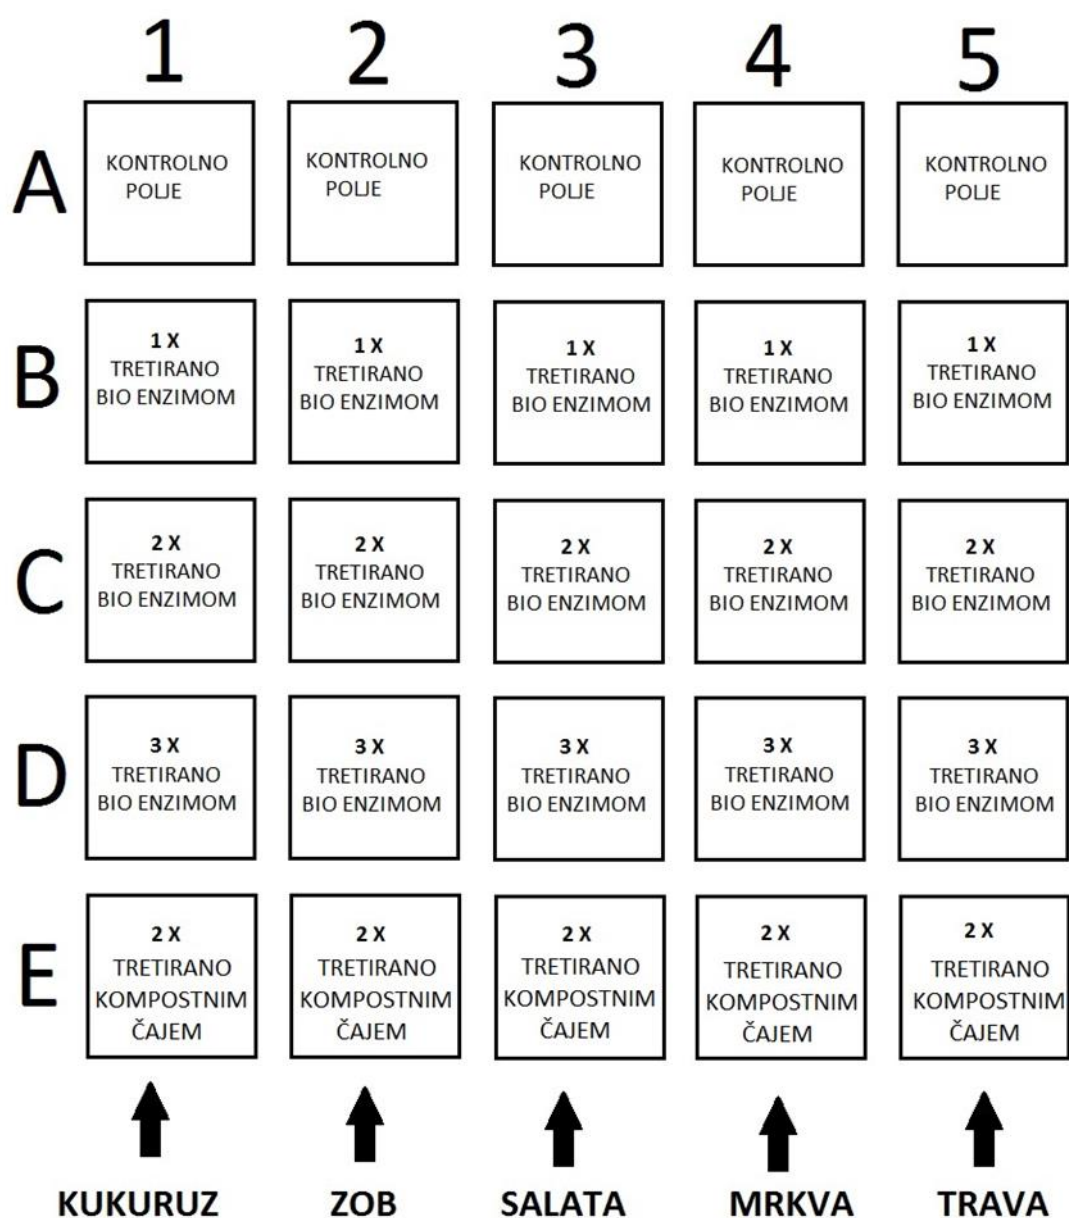 1 2 3 4 5
A
KONTROLNO
POLJE
KONTROLNO
POLJE
KONTROLNO
POLJE
KONTROLNO
POLJE
KONTROLNO
POLJE
B
1 X
TRETIRANO
BIO ENZIMOM
1 X
TRETIRANO
BIO ENZIMOM
1 X
TRETIRANO
BIO ENZIMOM
1 X
TRETIRANO
BIO ENZIMOM
1 X
TRETIRANO
BIO ENZIMOM
C
2 X
TRETIRANO
BIO ENZIMOM
2 X
TRETIRANO
BIO ENZIMOM
2 X
TRETIRANO
BIO ENZIMOM
2 X
TRETIRANO
BIO ENZIMOM
2 X
TRETIRANO
BIO ENZIMOM
D
3 X
TRETIRANO
BIO ENZIMOM
3 X
TRETIRANO
BIO ENZIMOM
3 X
TRETIRANO
BIO ENZIMOM
3 X
TRETIRANO
BIO ENZIMOM
3 X
TRETIRANO
BIO ENZIMOM
E
2 X
TRETIRANO
KOMPOSTNIM
ČAJEM
2 X
TRETIRANO
KOMPOSTNIM
ČAJEM
2 X
TRETIRANO
KOMPOSTNIM
ČAJEM
2 X
TRETIRANO
KOMPOSTNIM
ČAJEM
2 X
TRETIRANO
KOMPOSTNIM
ČAJEM
KUKURUZ ZOB SALATA MRKVA TRAVA